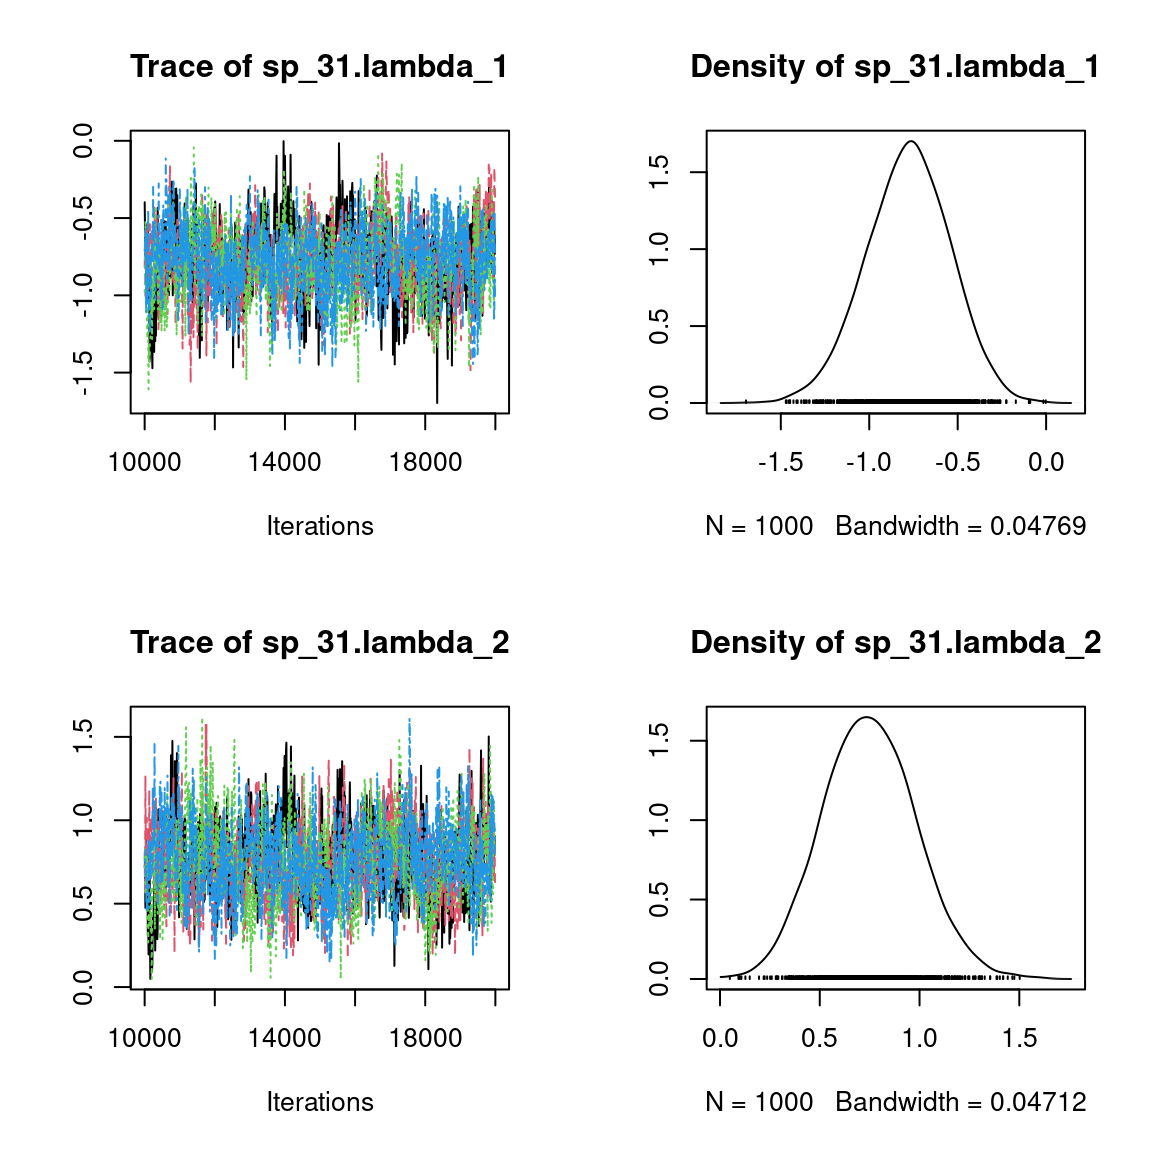 Trace of sp_31.lambda_1
0.0
-0.5
-1.0
-1.5
10000 14000 18000
Iterations
Density of sp_31.lambda_1
1.5
1.0
0.5
0.0
-1.5 -1.0 -0.5 0.0
N = 1000 Bandwidth = 0.04769
Trace of sp_31.lambda_2
1.5
1.0
0.5
0.0
10000 14000 18000
Iterations
Density of sp_31.lambda_2
1.5
1.0
0.5
0.0
0.0 0.5 1.0 1.5
N = 1000 Bandwidth = 0.04712